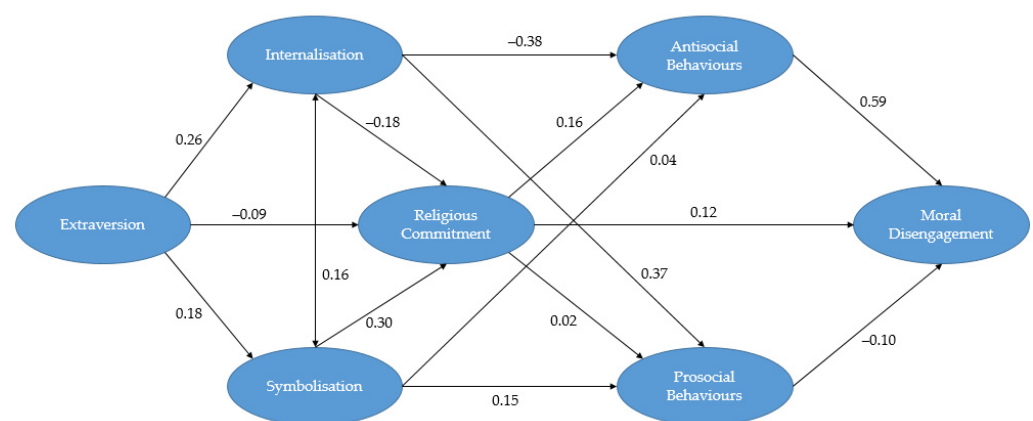 Internalisation
–0.38
Antisocial
Behaviours
0.26
–0.18
0.16
0.59
0.04
Extraversion
–0.09
Religious
Commitment
0.12
Moral
Disengagement
0.18
0.16
0.30
0.37
0.02
–0.10
Symbolisation
0.15
Prosocial
Behaviours